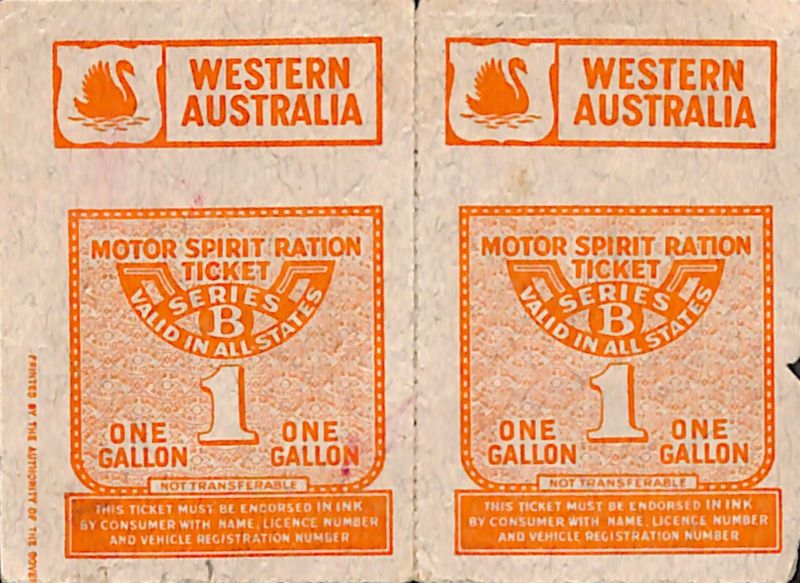 WESTERN
AUSTRALIA
MOTOR SPIRIT RATION
TICKET
SERIES
B
VALID IN ALL STATES
1
ONE
GALLON
ONE
GALLON
NOT TRANSFERABLE
THIS TICKET MUST BE ENDORSED IN INK
BY CONSUMER WITH NAME, LICENCE NUMBER
AND VEHICLE REGISTRATION NUMBER
PRINTED BY THE AUTHORITY OF THE
WESTERN
AUSTRALIA
MOTOR SPIRIT RATION
TICKET
SERIES
B
VALID IN ALL STATES
1
ONE
GALLON
ONE
GALLON
NOT TRANSFERABLE
THIS TICKET MUST BE ENDORSED IN INK
BY CONSUMER WITH NAME, LICENCE NUMBER
AND VEHICLE REGISTRATION NUMBER